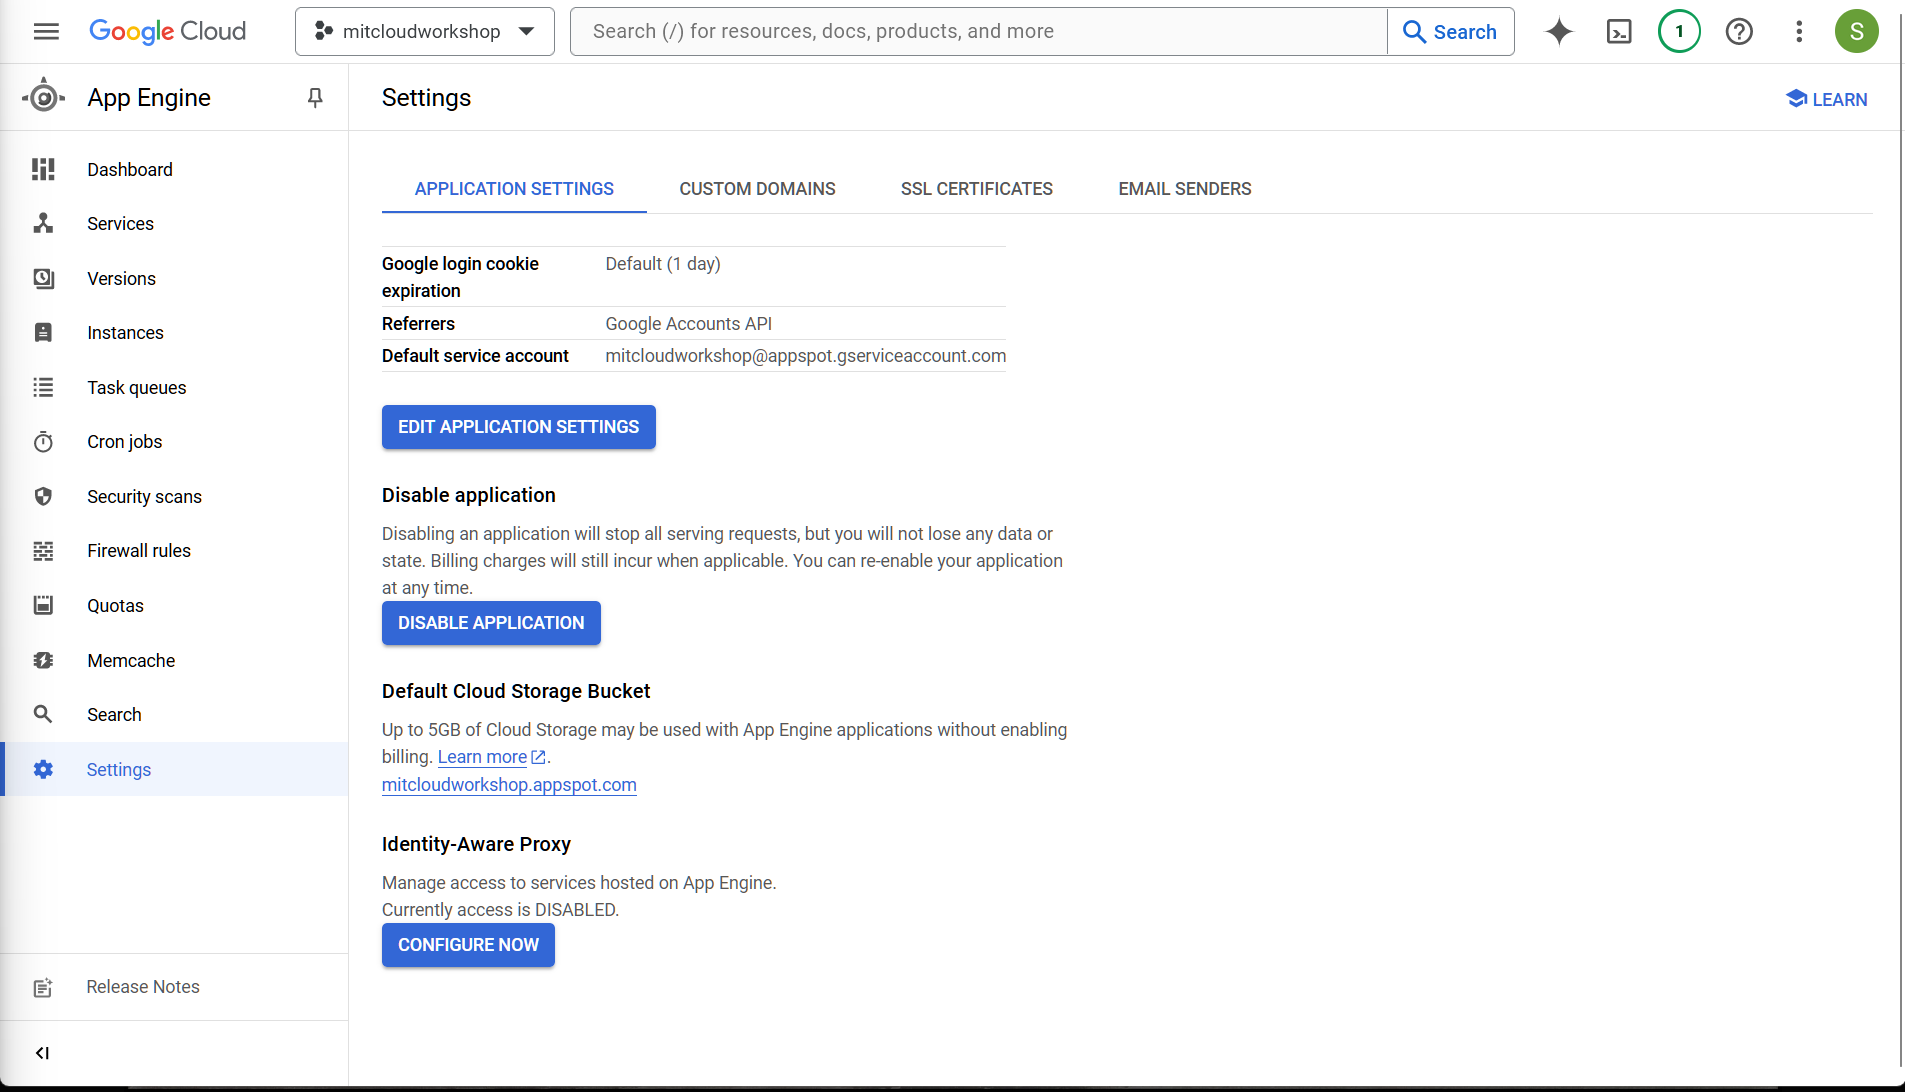 Google Cloud
mitcloudworkshop
Search (/) for resources, docs, products, and more
Search
1
S
App Engine
Settings
LEARN
Dashboard
Services
Versions
Instances
Task queues
Cron jobs
Security scans
Firewall rules
Quotas
Memcache
Search
Settings
Release Notes
APPLICATION SETTINGS
CUSTOM DOMAINS
SSL CERTIFICATES
EMAIL SENDERS
Google login cookie
expiration
Default (1 day)
Referrers
Google Accounts API
Default service account
mitcloudworkshop@appspot.gserviceaccount.com
EDIT APPLICATION SETTINGS
Disable application
Disabling an application will stop all serving requests, but you will not lose any data or
state. Billing charges will still incur when applicable. You can re-enable your application
at any time.
DISABLE APPLICATION
Default Cloud Storage Bucket
Up to 5GB of Cloud Storage may be used with App Engine applications without enabling
billing. Learn more.
mitcloudworkshop.appspot.com
Identity-Aware Proxy
Manage access to services hosted on App Engine.
Currently access is DISABLED.
CONFIGURE NOW